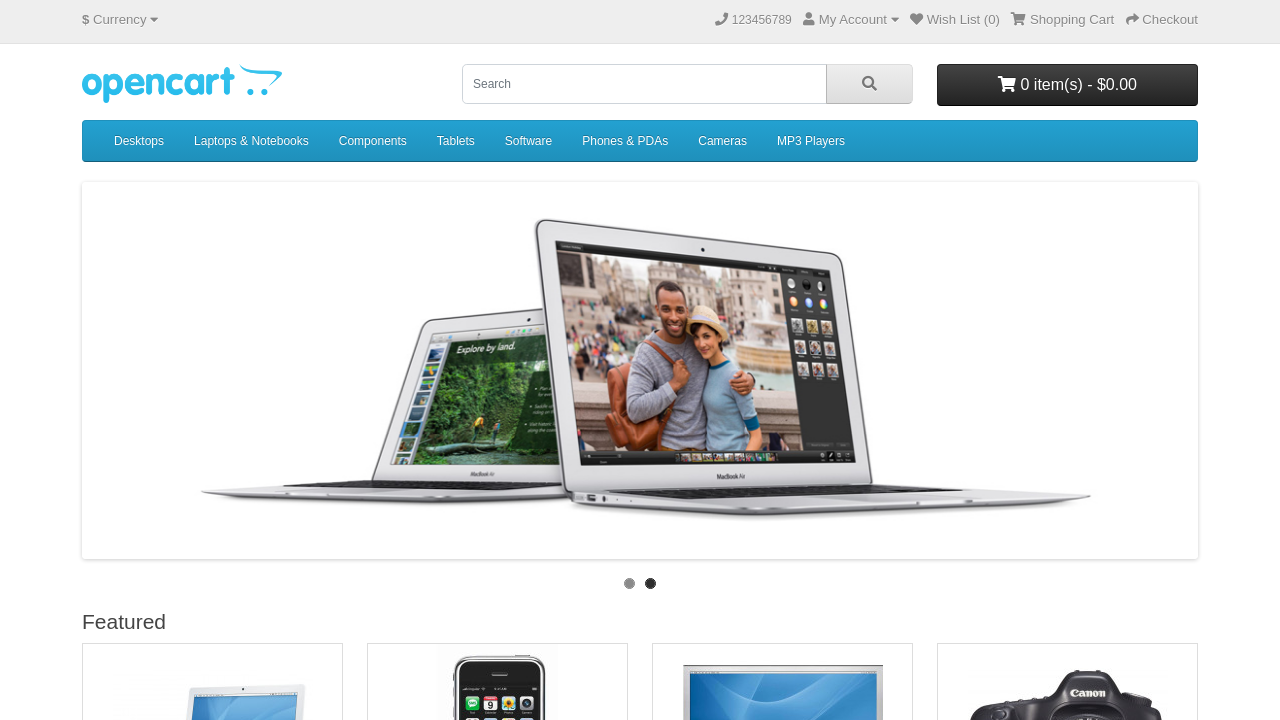 $ Currency
123456789 My Account Wish List (0) Shopping Cart Checkout
opencart
Search
0 item(s) - $0.00
Desktops Laptops & Notebooks Components Tablets Software Phones & PDAs Cameras MP3 Players
Explore by land.
MacBook Air
MacBook Air
Featured
9
Canon